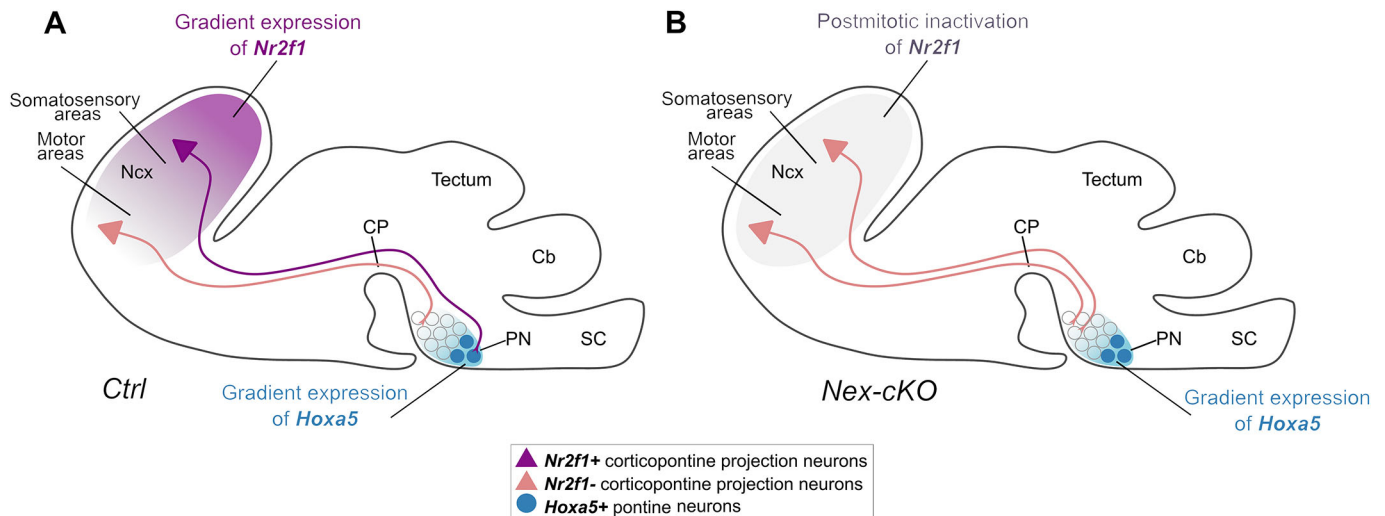 A
Gradient expression
of Nr2f1
Somatosensory
areas
Motor
areas
Ncx
Tectum
CP
Cb
PN
SC
Ctrl
Gradient expression
of Hoxa5
B
Postmitotic inactivation
of Nr2f1
Somatosensory
areas
Motor
areas
Ncx
Tectum
CP
Cb
PN
SC
Nex-cKO
Gradient expression
of Hoxa5
Nr2f1+ corticopontine projection neurons
Nr2f1- corticopontine projection neurons
Hoxa5+ pontine neurons